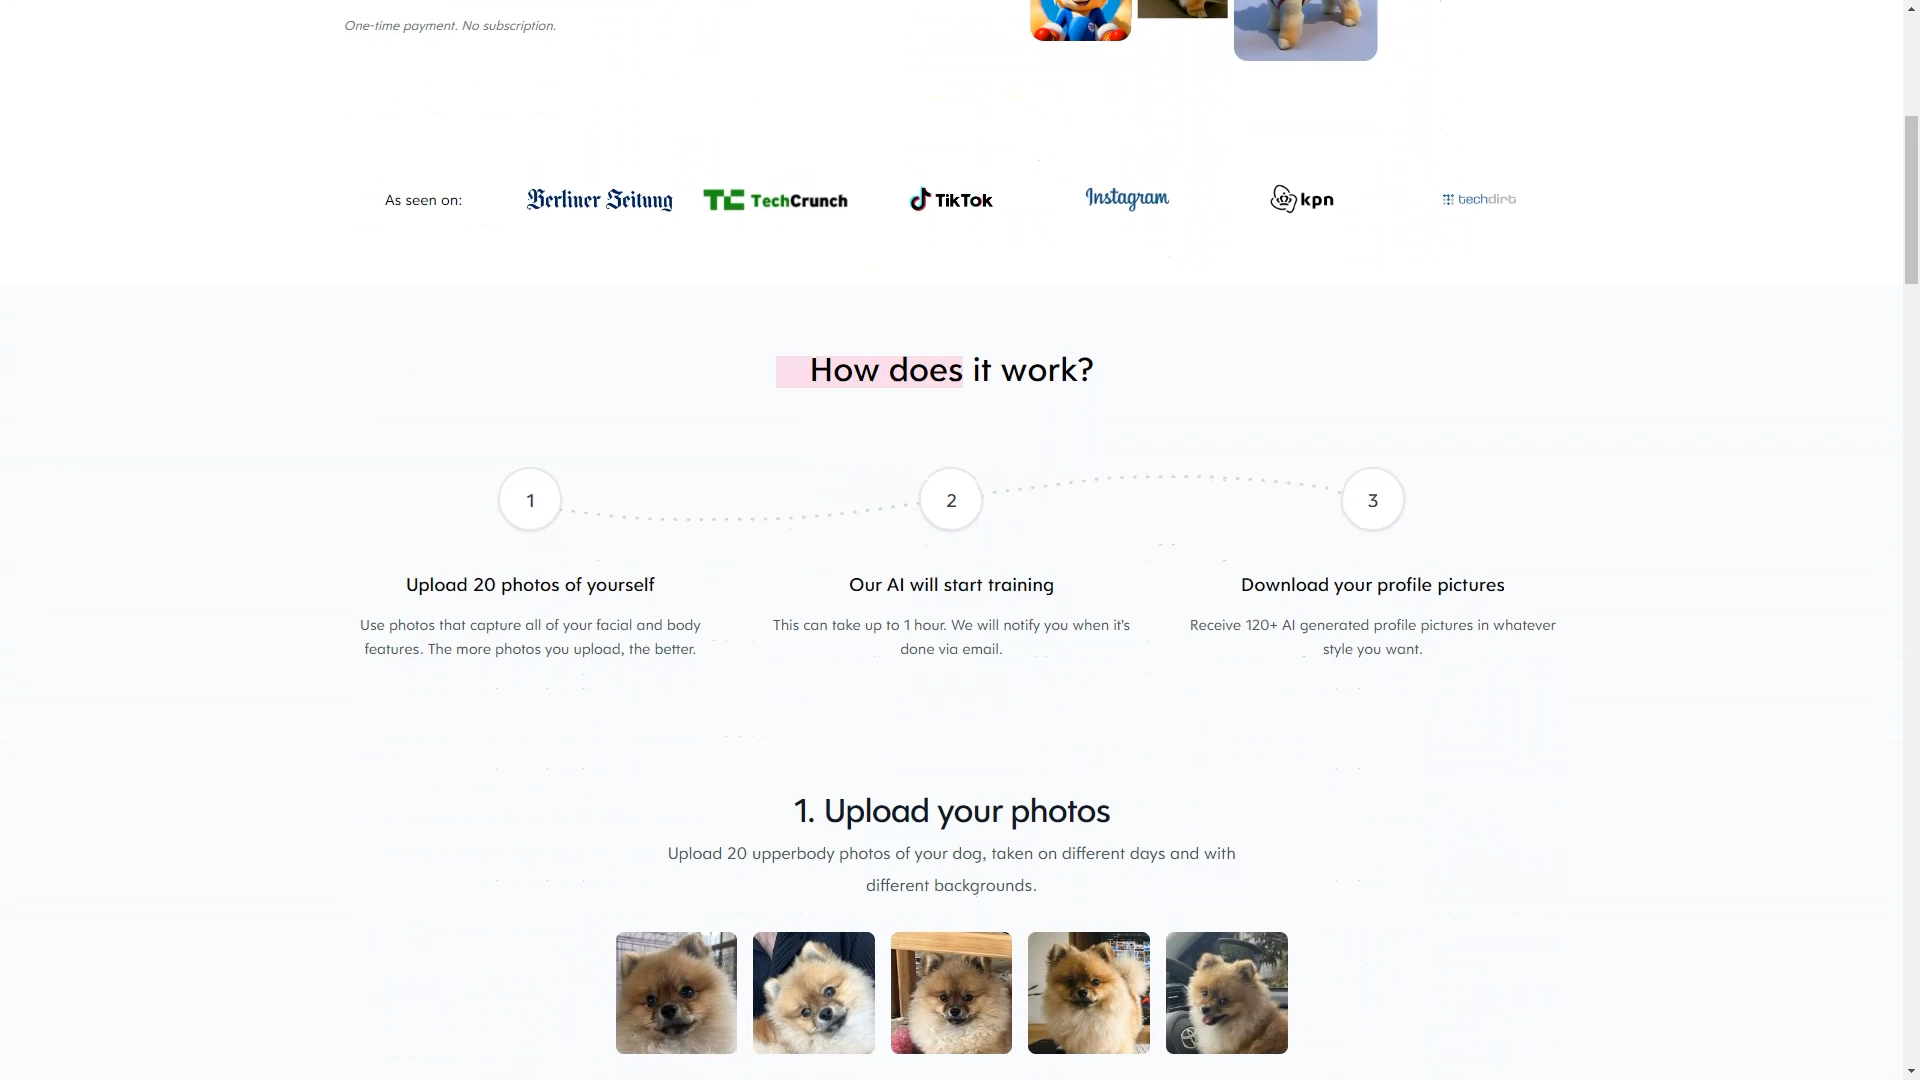 One-time payment. No subscription.
As seen on:
Berliner Zeitung
TC TechCrunch
TikTok
Instagram
kpn
techdirt
How does it work?
1
2
3
Upload 20 photos of yourself
Use photos that capture all of your facial and body
features. The more photos you upload, the better.
Our AI will start training
This can take up to 1 hour. We will notify you when it's
done via email.
Download your profile pictures
Receive 120+ AI generated profile pictures in whatever
style you want.
1. Upload your photos
Upload 20 upperbody photos of your dog, taken on different days and with
different backgrounds.